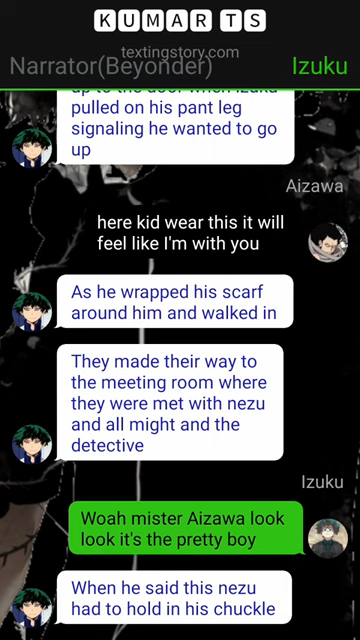 KUMAR TS
textingstory.com
Narrator(Beyonder) Izuku
up to the door when Izuku
pulled on his pant leg
signaling he wanted to go
up
Aizawa
here kid wear this it will
feel like I'm with you
As he wrapped his scarf
around him and walked in
They made their way to
the meeting room where
they were met with nezu
and all might and the
detective
Izuku
Woah mister Aizawa look
look it's the pretty boy
When he said this nezu
had to hold in his chuckle